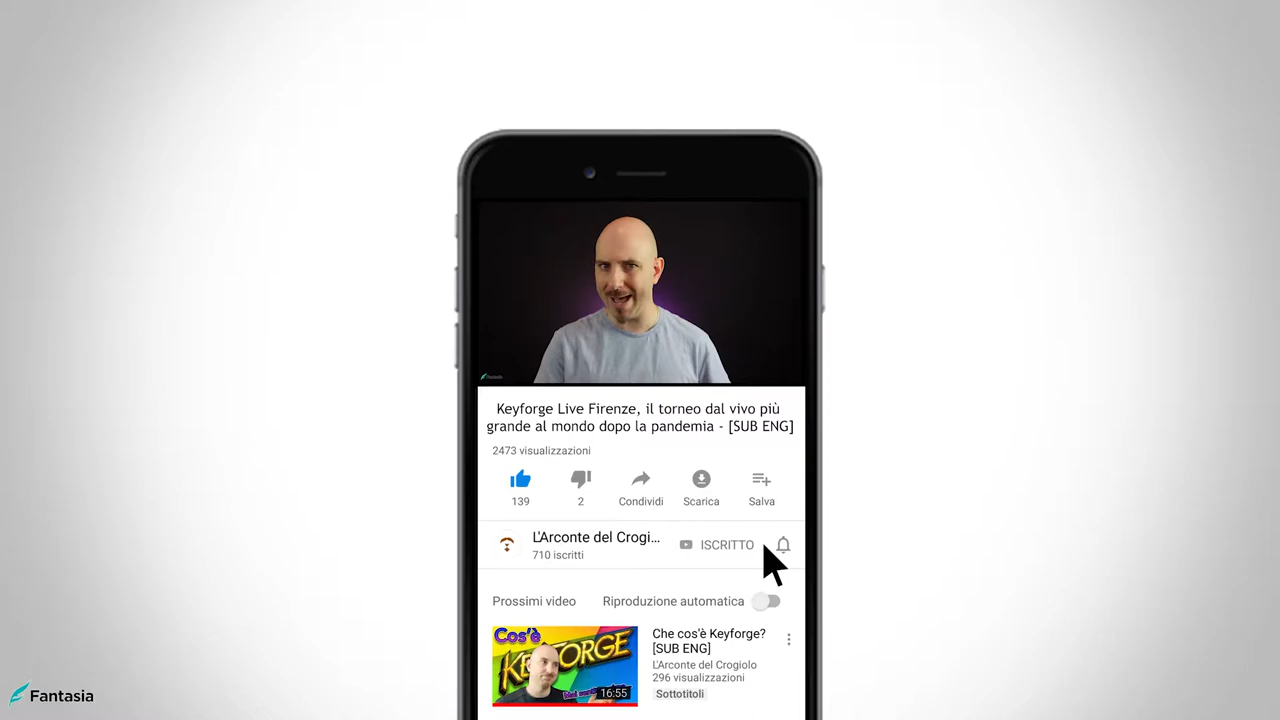 Keyforge Live Firenze, il torneo dal vivo più
grande al mondo dopo la pandemia - [SUB ENG]
2473 visualizzazioni
139
2
Condividi
Scarica
Salva
L'Arconte del Crogi...
710 iscritti
ISCRITTO
Prossimi video
Riproduzione automatica
Cos'è
KEYFORGE
16:55
Che cos'è Keyforge?
[SUB ENG]
L'Arconte del Crogiolo
296 visualizzazioni
Sottotitoli
Fantasia